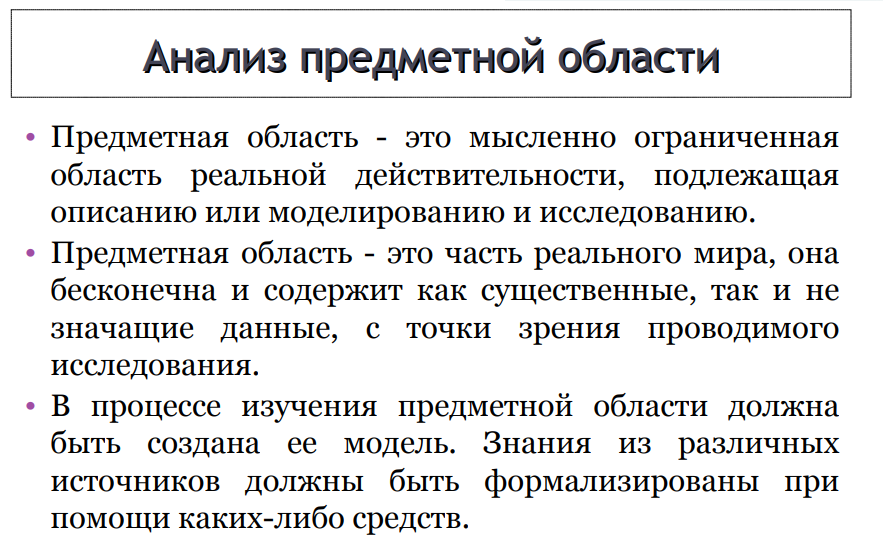 Анализ предметной области
• Предметная область - это мысленно ограниченная
область реальной действительности, подлежащая
описанию или моделированию и исследованию.
• Предметная область - это часть реального мира, она
бесконечна и содержит как существенные, так и не
значащие данные, с точки зрения проводимого
исследования.
• В процессе изучения предметной области должна
быть создана ее модель. Знания из различных
источников должны быть формализированы при
помощи каких-либо средств.